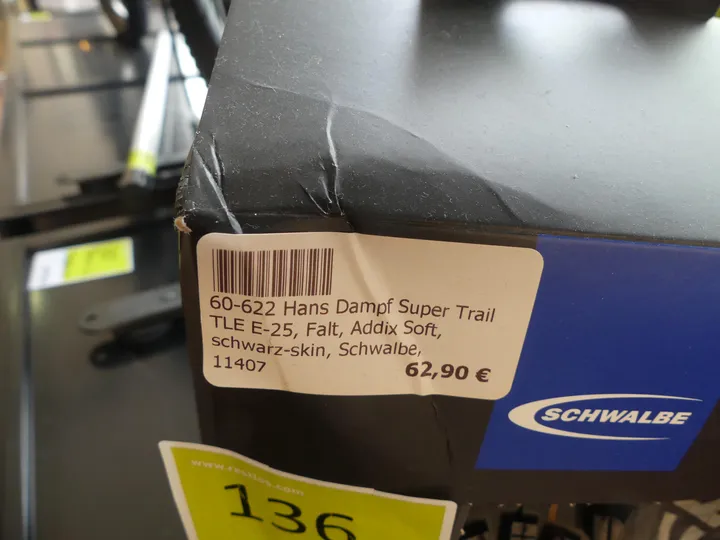 60-622 Hans Dampf Super Trail
TLE E-25, Falt, Addix Soft,
schwarz-skin, Schwalbe,
11407 62,90 €
SCHWALBE
136